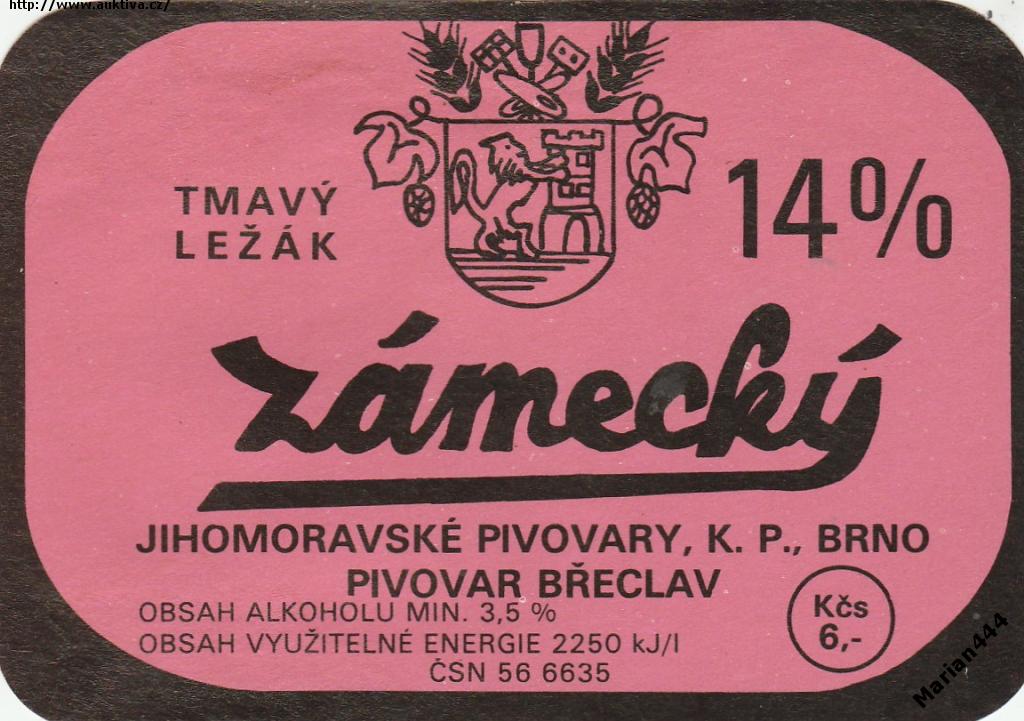 http://www.auktiva.cz/
TMAVÝ
LEŽÁK
14%
zámecký
JIHOMORAVSKÉ PIVOVARY, K. P., BRNO
PIVOVAR BŘECLAV
OBSAH ALKOHOLU MIN. 3,5 %
OBSAH VYUŽITELNÉ ENERGIE 2250 kJ/l
ČSN 56 6635
Kčs
6,-
Marian444